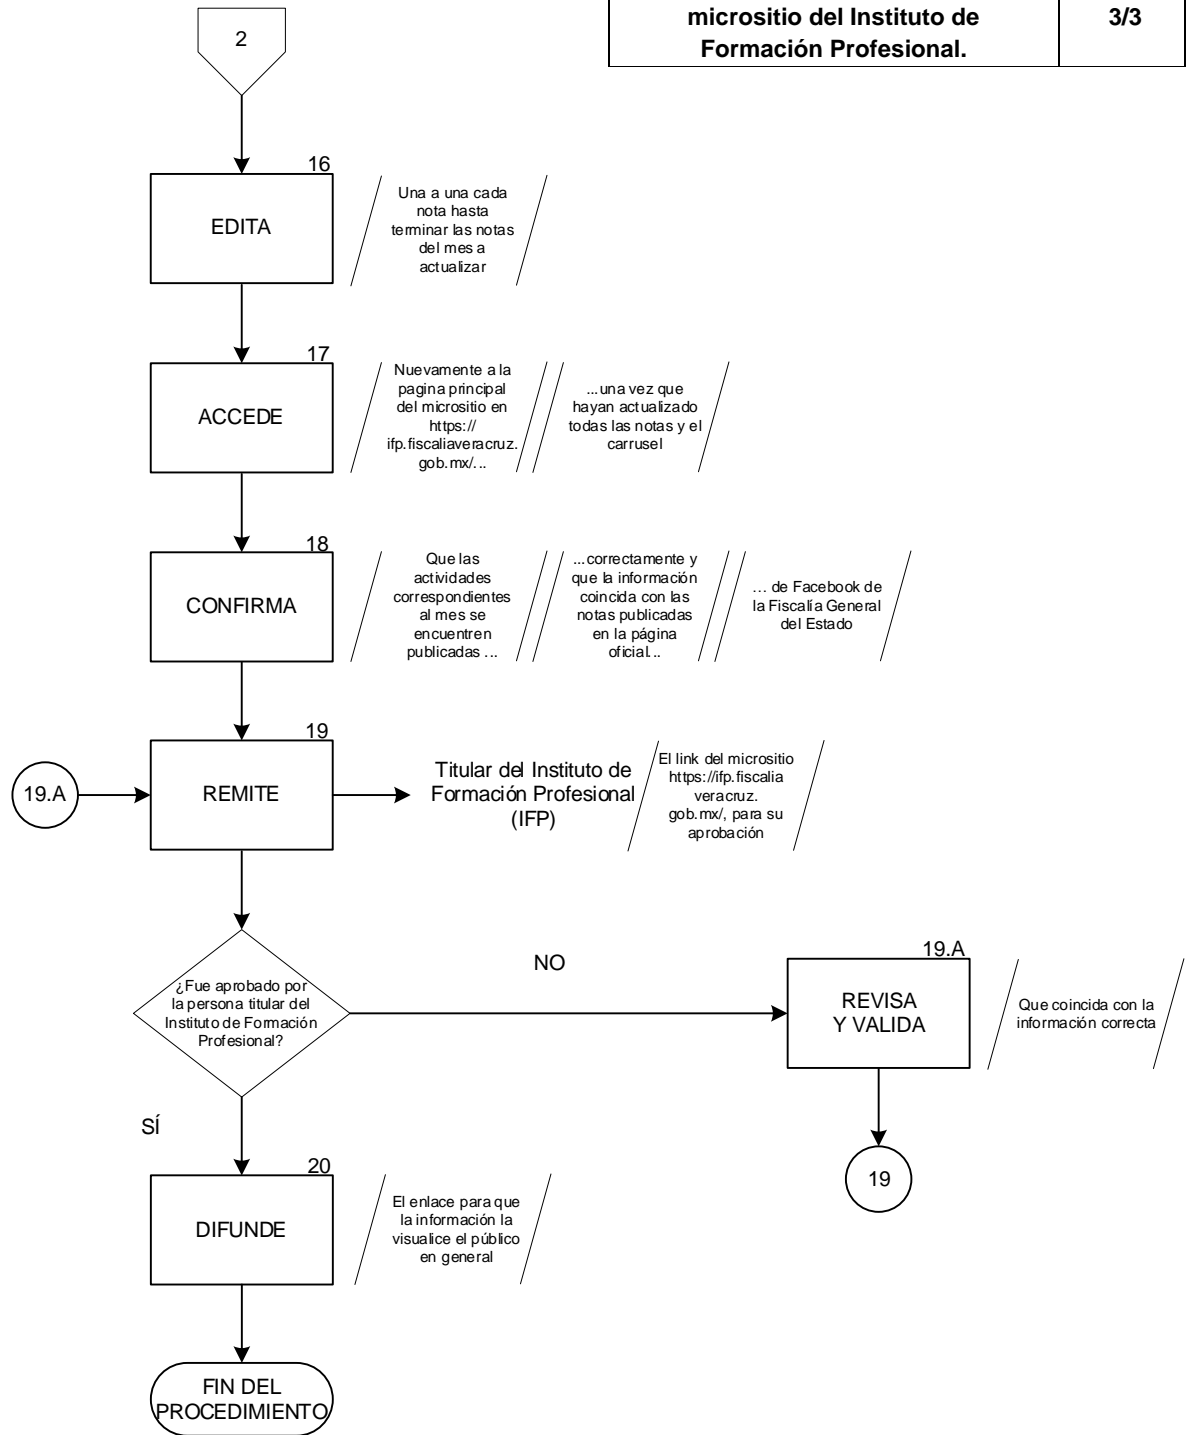 micrositio del Instituto de
Formación Profesional.
3/3
2
16
EDITA
Una a una cada
nota hasta
terminar las notas
del mes a
actualizar
17
ACCEDE
Nuevamente a la
pagina principal
del micrositio en
https://
ifp.fiscaliaveracruz.
gob.mx/...
...una vez que
hayan actualizado
todas las notas y el
carrusel
18
CONFIRMA
Que las
actividades
correspondientes
al mes se
encuentren
publicadas ...
...correctamente y
que la información
coincida con las
notas publicadas
en la página
oficial...
... de Facebook de
la Fiscalía General
del Estado
19.A
19
REMITE
Titular del Instituto de
Formación Profesional
(IFP)
El link del micrositio
https://ifp.fiscalia
veracruz.
gob.mx/, para su
aprobación
¿Fue aprobado por
la persona titular del
Instituto de Formación
Profesional?
NO
19.A
REVISA
Y VALIDA
Que coincida con la
información correcta
19
SÍ
20
DIFUNDE
El enlace para que
la información la
visualice el público
en general
FIN DEL
PROCEDIMIENTO